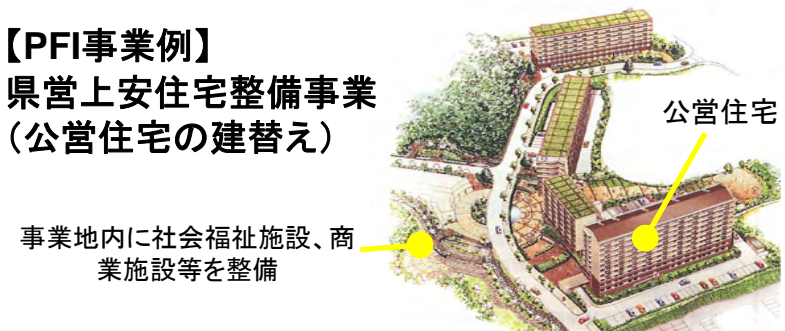 【PFI事業例】
県営上安住宅整備事業
（公営住宅の建替え）
公営住宅
事業地内に社会福祉施設、商
業施設等を整備